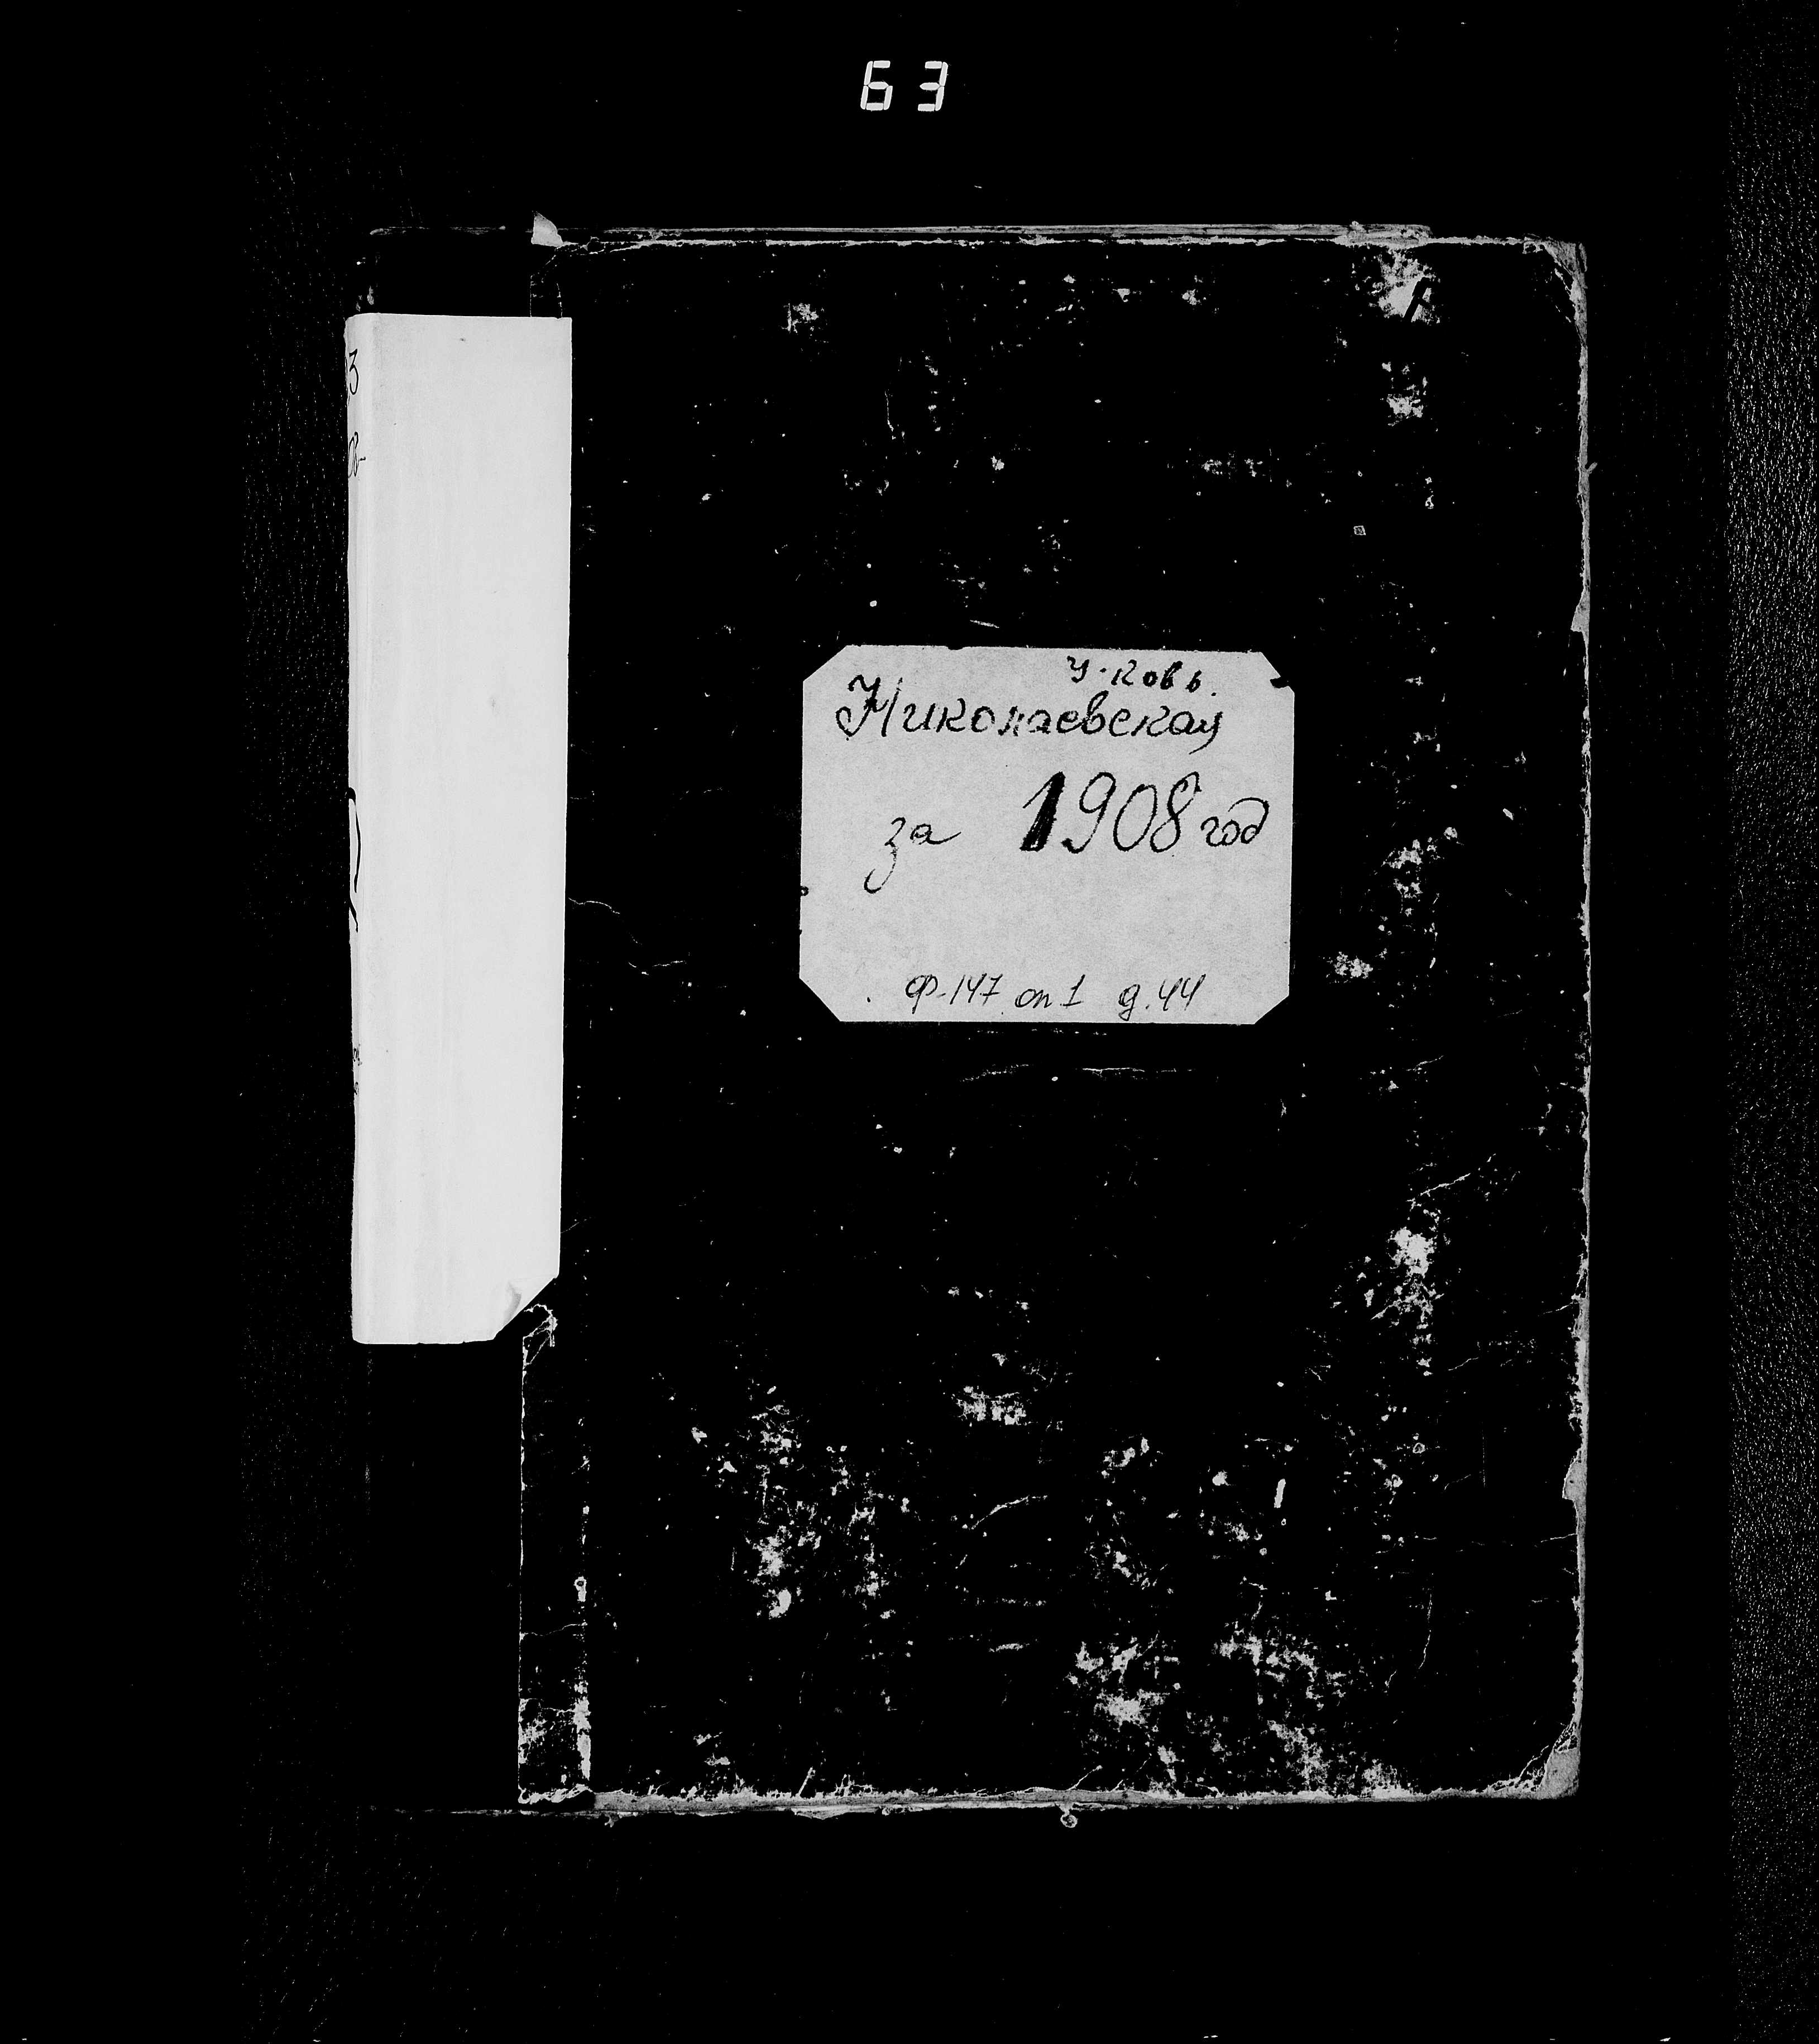 63
у-ковь.
Николаевская
за 1908 год
Ф-147 оп 1 д. 44